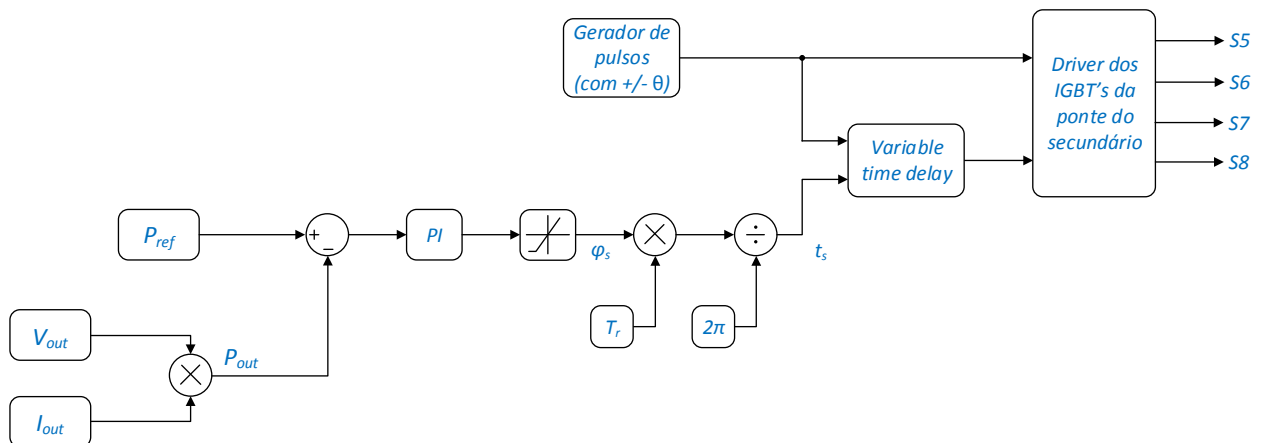 Gerador de
pulsos
(com +/- θ)
Driver dos
IGBT's da
ponte do
secundário
S5
S6
S7
S8
Variable
time delay
P_ref
+
−
PI
φ_s
×
÷
t_s
T_r
2π
V_out
P_out
×
I_out